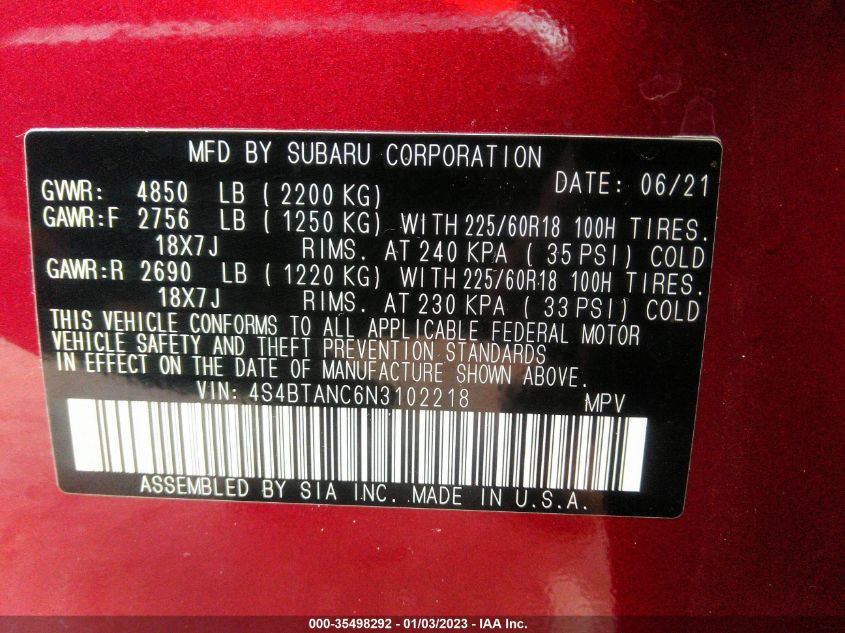 MFD BY SUBARU CORPORATION
DATE: 06/21
GVWR: 4850 LB ( 2200 KG)
GAWR:F 2756 LB ( 1250 KG) WITH 225/60R18 100H TIRES.
18X7J RIMS. AT 240 KPA ( 35 PSI) COLD
GAWR:R 2690 LB ( 1220 KG) WITH 225/60R18 100H TIRES.
18X7J RIMS. AT 230 KPA ( 33 PSI) COLD
THIS VEHICLE CONFORMS TO ALL APPLICABLE FEDERAL MOTOR
VEHICLE SAFETY AND THEFT PREVENTION STANDARDS
IN EFFECT ON THE DATE OF MANUFACTURE SHOWN ABOVE.
VIN: 4S4BTANC6N3102218 MPV
ASSEMBLED BY SIA INC. MADE IN U.S.A.
000-35498292 - 01/03/2023 - IAA Inc.